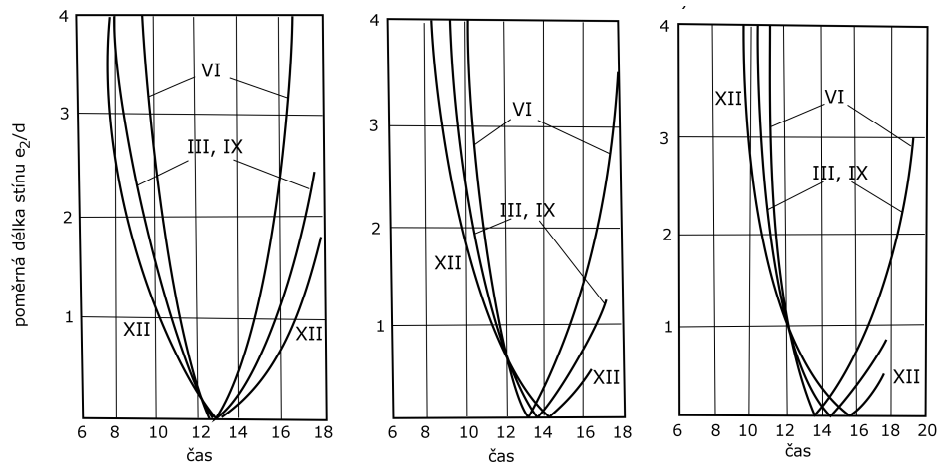 poměrná délka stínu e2/d
4
3
2
1
VI
III, IX
XII
XII
6 8 10 12 14 16 18
čas
4
3
2
1
VI
III, IX
XII
XII
6 8 10 12 14 16 18
čas
4
3
2
1
XII
VI
III, IX
XII
6 8 10 12 14 16 18 20
čas